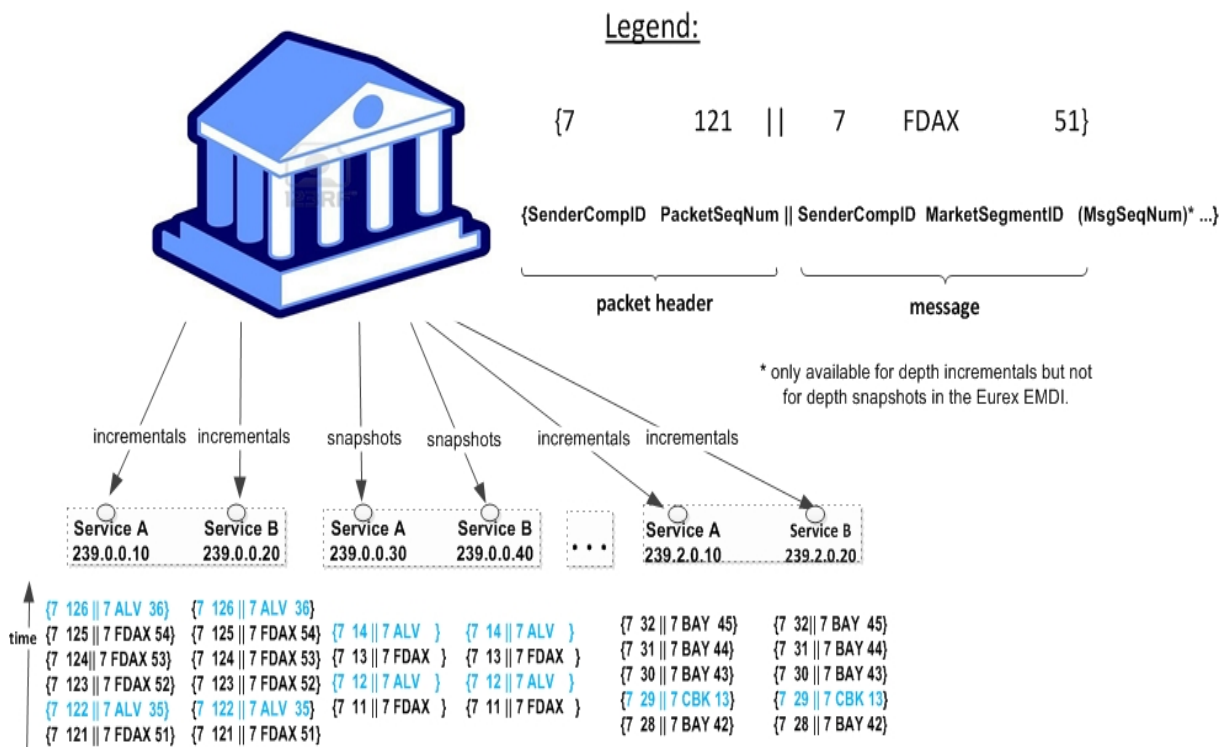 Legend:
{7 121 || 7 FDAX 51}
{SenderCompID PacketSeqNum || SenderCompID MarketSegmentID (MsgSeqNum)* ...}
packet header message
* only available for depth incrementals but not
for depth snapshots in the Eurex EMDI.
incrementals incrementals snapshots snapshots incrementals incrementals
Service A Service B Service A Service B Service A Service B
239.0.0.10 239.0.0.20 239.0.0.30 239.0.0.40 ... 239.2.0.10 239.2.0.20
time
{7 126 || 7 ALV 36}
{7 125 || 7 FDAX 54}
{7 124|| 7 FDAX 53}
{7 123 || 7 FDAX 52}
{7 122 || 7 ALV 35}
{7 121 || 7 FDAX 51}
{7 126 || 7 ALV 36}
{7 125 || 7 FDAX 54}
{7 124 || 7 FDAX 53}
{7 123 || 7 FDAX 52}
{7 122 || 7 ALV 35}
{7 121 || 7 FDAX 51}
{7 14 || 7 ALV }
{7 13 || 7 FDAX }
{7 12 || 7 ALV }
{7 11 || 7 FDAX }
{7 14 || 7 ALV }
{7 13 || 7 FDAX }
{7 12 || 7 ALV }
{7 11 || 7 FDAX }
{7 32 || 7 BAY 45}
{7 31 || 7 BAY 44}
{7 30 || 7 BAY 43}
{7 29 || 7 CBK 13}
{7 28 || 7 BAY 42}
{7 32|| 7 BAY 45}
{7 31 || 7 BAY 44}
{7 30 || 7 BAY 43}
{7 29 || 7 CBK 13}
{7 28 || 7 BAY 42}